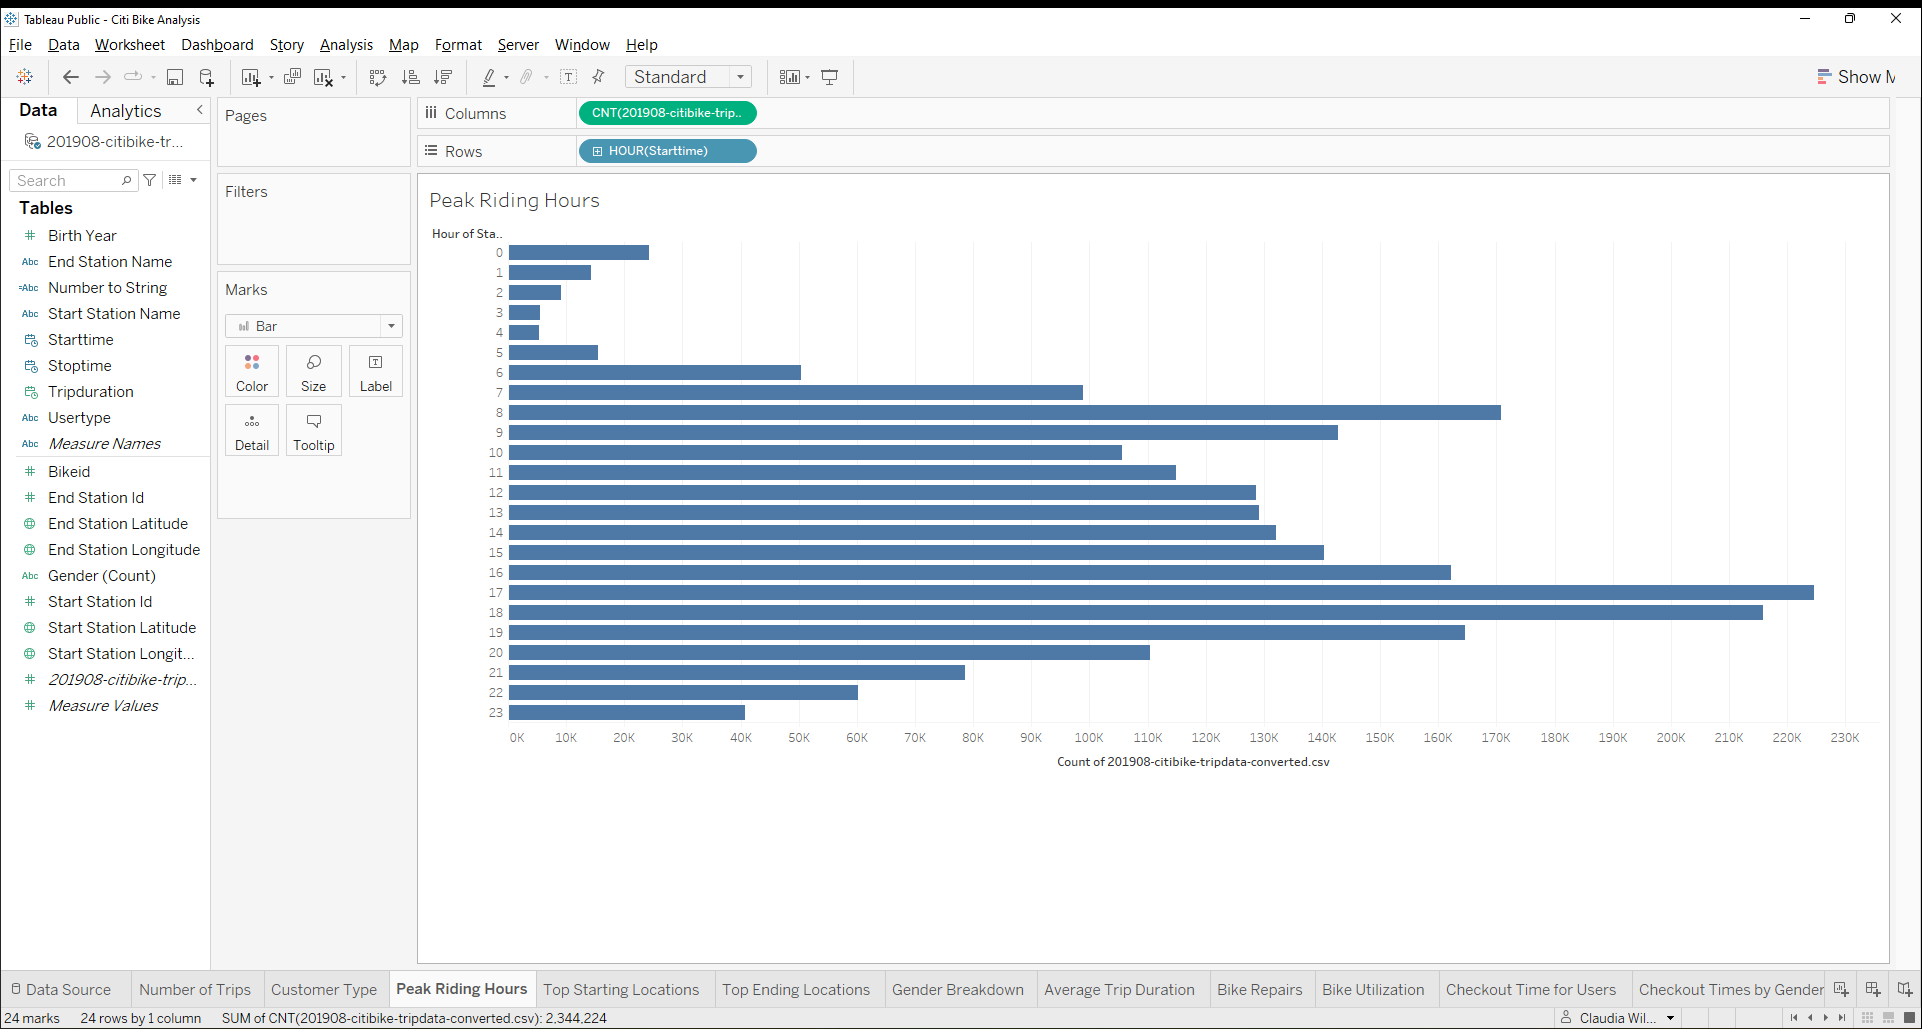 Tableau Public - Citi Bike Analysis
File Data Worksheet Dashboard Story Analysis Map Format Server Window Help
Standard
Show M
Data Analytics
201908-citibike-tr...
Search
Tables
Birth Year
Abc End Station Name
=Abc Number to String
Abc Start Station Name
Starttime
Stoptime
Tripduration
Abc Usertype
Abc Measure Names
Bikeid
End Station Id
End Station Latitude
End Station Longitude
Abc Gender (Count)
Start Station Id
Start Station Latitude
Start Station Longit...
201908-citibike-trip...
Measure Values
Pages
Filters
Marks
Bar
Color Size Label
Detail Tooltip
Columns CNT(201908-citibike-trip..
Rows HOUR(Starttime)
Peak Riding Hours
Hour of Sta..
0
1
2
3
4
5
6
7
8
9
10
11
12
13
14
15
16
17
18
19
20
21
22
23
0K 10K 20K 30K 40K 50K 60K 70K 80K 90K 100K 110K 120K 130K 140K 150K 160K 170K 180K 190K 200K 210K 220K 230K
Count of 201908-citibike-tripdata-converted.csv
Data Source Number of Trips Customer Type Peak Riding Hours Top Starting Locations Top Ending Locations Gender Breakdown Average Trip Duration Bike Repairs Bike Utilization Checkout Time for Users Checkout Times by Gender
24 marks 24 rows by 1 column SUM of CNT(201908-citibike-tripdata-converted.csv): 2,344,224 Claudia Wil...